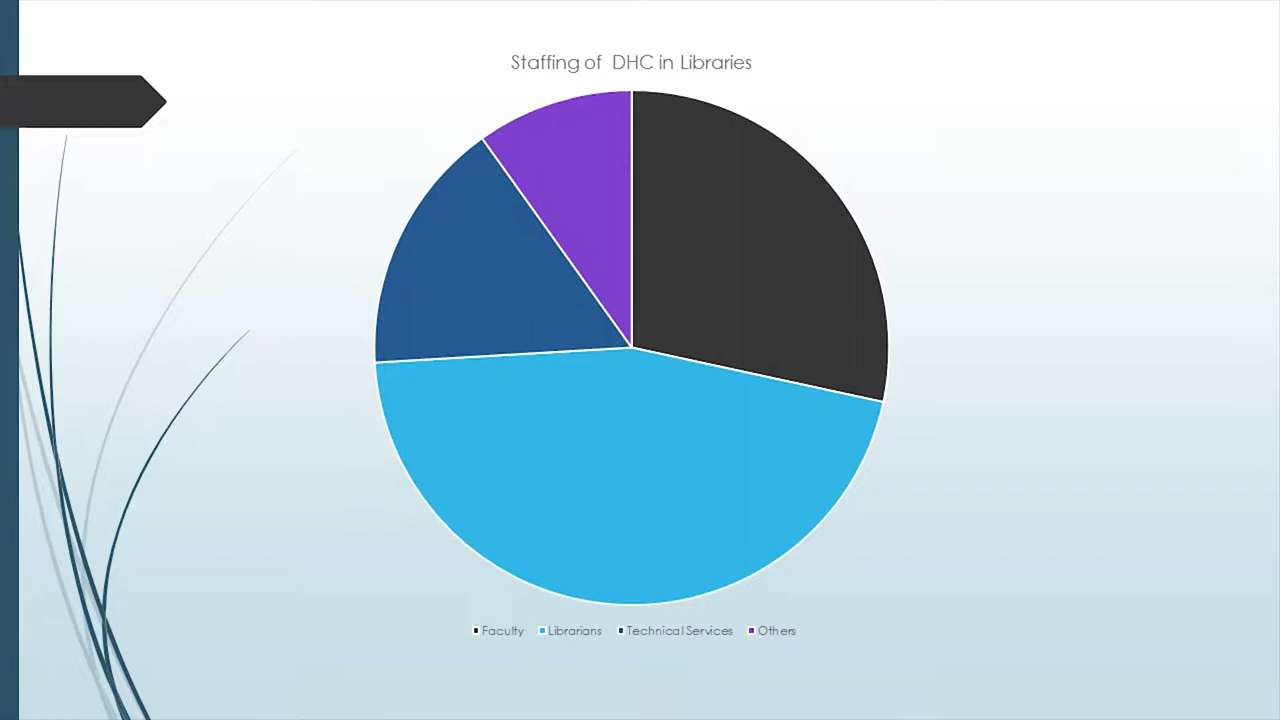 Staffing of  DHC in Libraries
Faculty Librarians Technical Services Others